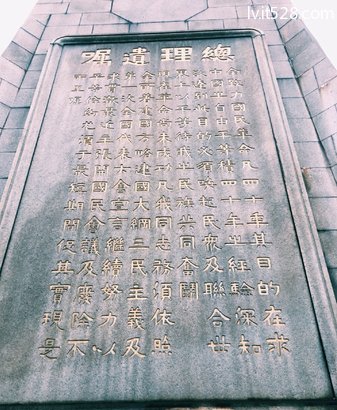 lvit528.com
總理遺囑
余致力國民革命凡四十年其目的在求
中國之自由平等積四十年之經驗深知
欲達到此目的必須喚起民眾及聯合世
界上以平等待我之民族共同奮鬪
現在革命尚未成功凡我同志務須依照
余所著建國方略建國大綱三民主義及
第一次全國代表大會宣言繼續努力以
求貫徹最近主張開國民會議及廢除不
平等條約尤須于最短期間促其實現是
所至囑